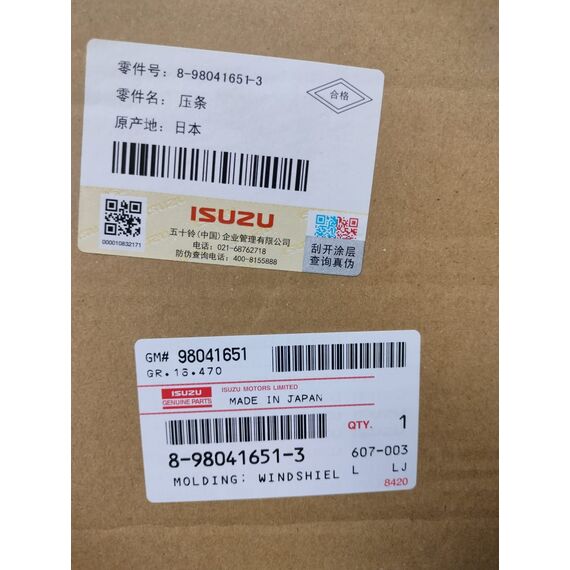 零件号: 8-98041651-3
零件名: 压条
原产地: 日本
合格
ISUZU
000010832171
五十铃(中国)企业管理有限公司
电话: 021-68762718
防伪查询电话: 400-8155888
刮开涂层
查询真伪
GM# 98041651
GR.16.470
ISUZU
GENUINE PARTS
ISUZU MOTORS LIMITED
MADE IN JAPAN
QTY. 1
8-98041651-3 607-003
MOLDING; WINDSHIEL L LJ
8420